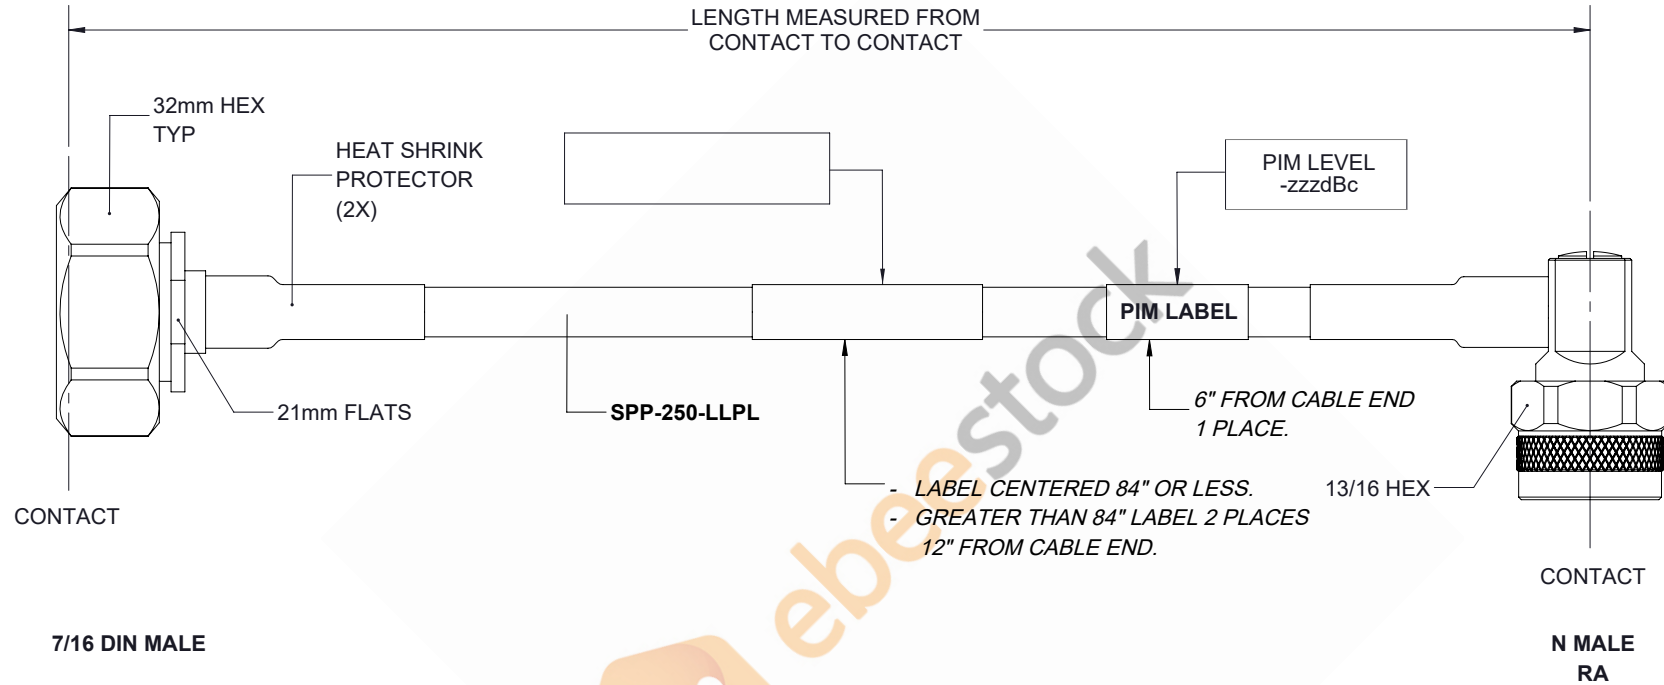 LENGTH MEASURED FROM
CONTACT TO CONTACT
32mm HEX
TYP
HEAT SHRINK
PROTECTOR
(2X)
PIM LEVEL
-zzzdBc
PIM LABEL
21mm FLATS
SPP-250-LLPL
6" FROM CABLE END
1 PLACE.
- LABEL CENTERED 84" OR LESS.
- GREATER THAN 84" LABEL 2 PLACES
12" FROM CABLE END.
13/16 HEX
CONTACT
CONTACT
7/16 DIN MALE
N MALE
RA
ebeestock